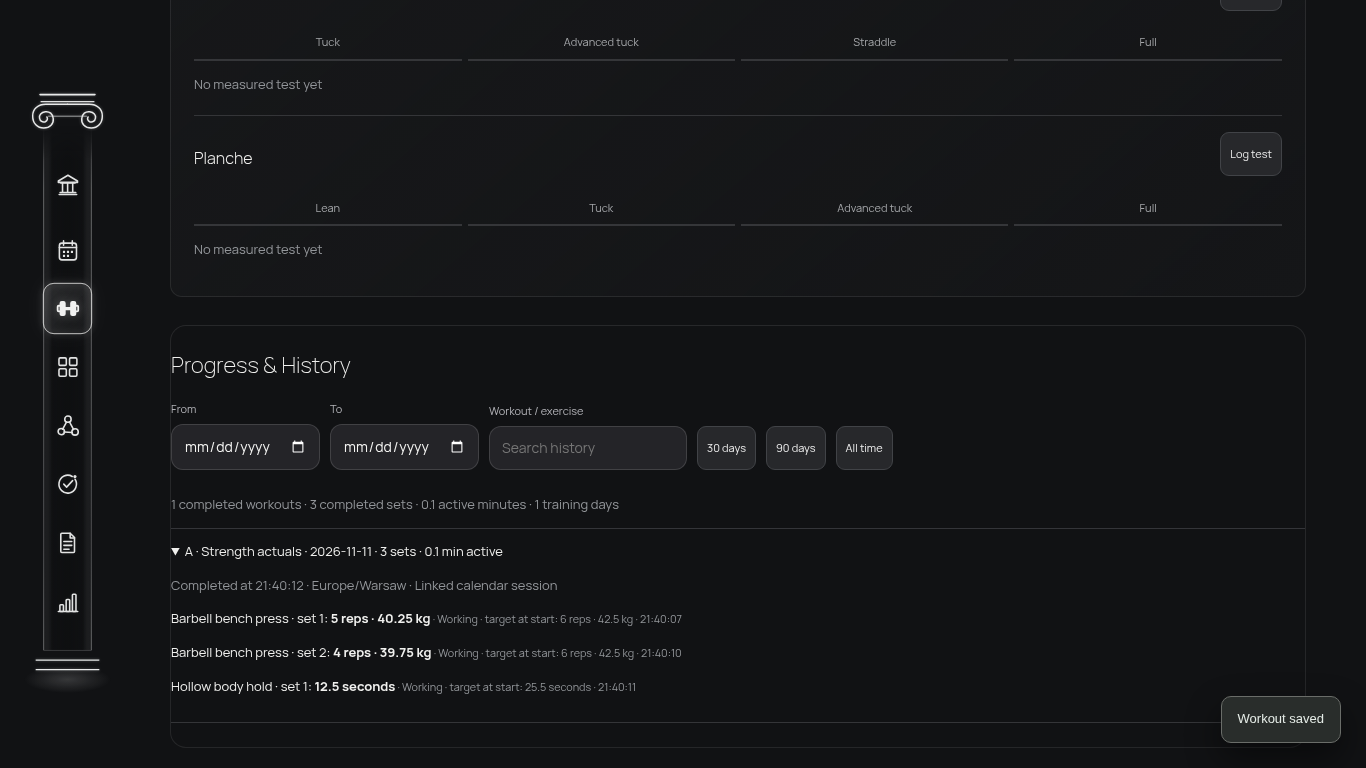 Tuck Advanced tuck Straddle Full
No measured test yet
Planche Log test
Lean Tuck Advanced tuck Full
No measured test yet
Progress & History
From To Workout / exercise
mm/dd/yyyy mm/dd/yyyy Search history 30 days 90 days All time
1 completed workouts · 3 completed sets · 0.1 active minutes · 1 training days
▼ A · Strength actuals · 2026-11-11 · 3 sets · 0.1 min active
Completed at 21:40:12 · Europe/Warsaw · Linked calendar session
Barbell bench press · set 1: 5 reps · 40.25 kg · Working · target at start: 6 reps · 42.5 kg · 21:40:07
Barbell bench press · set 2: 4 reps · 39.75 kg · Working · target at start: 6 reps · 42.5 kg · 21:40:10
Hollow body hold · set 1: 12.5 seconds · Working · target at start: 25.5 seconds · 21:40:11
Workout saved